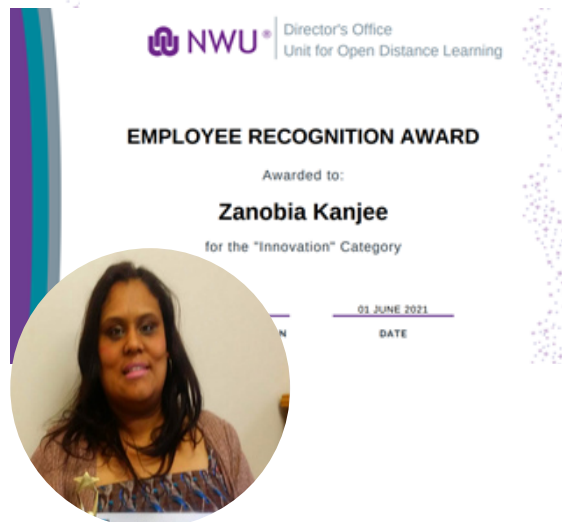 NWU®
Director's Office
Unit for Open Distance Learning
EMPLOYEE RECOGNITION AWARD
Awarded to:
Zanobia Kanjee
for the "Innovation" Category
01 JUNE 2021
DATE